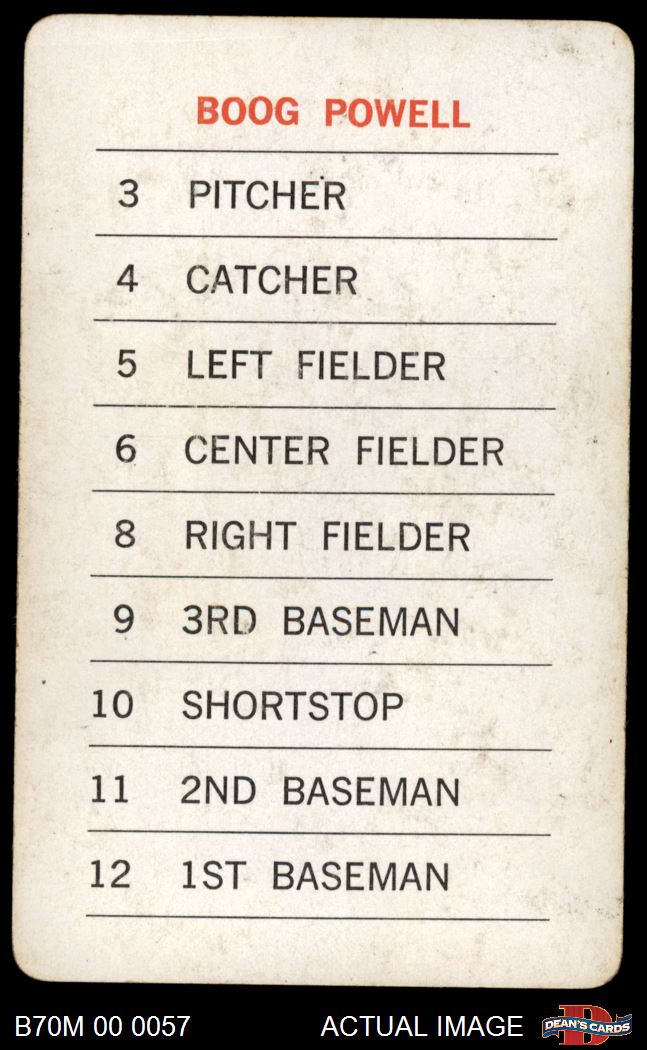 BOOG POWELL
3 PITCHER
4 CATCHER
5 LEFT FIELDER
6 CENTER FIELDER
8 RIGHT FIELDER
9 3RD BASEMAN
10 SHORTSTOP
11 2ND BASEMAN
12 1ST BASEMAN
B70M 00 0057 ACTUAL IMAGE D DEAN'S CARDS